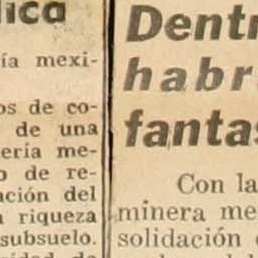 lica
ía mexi-
os de co-
de una
ería me-
o de re-
ación del
riqueza
subsuelo.
Dentr
habr
fantas
Con la
minera me
solidación